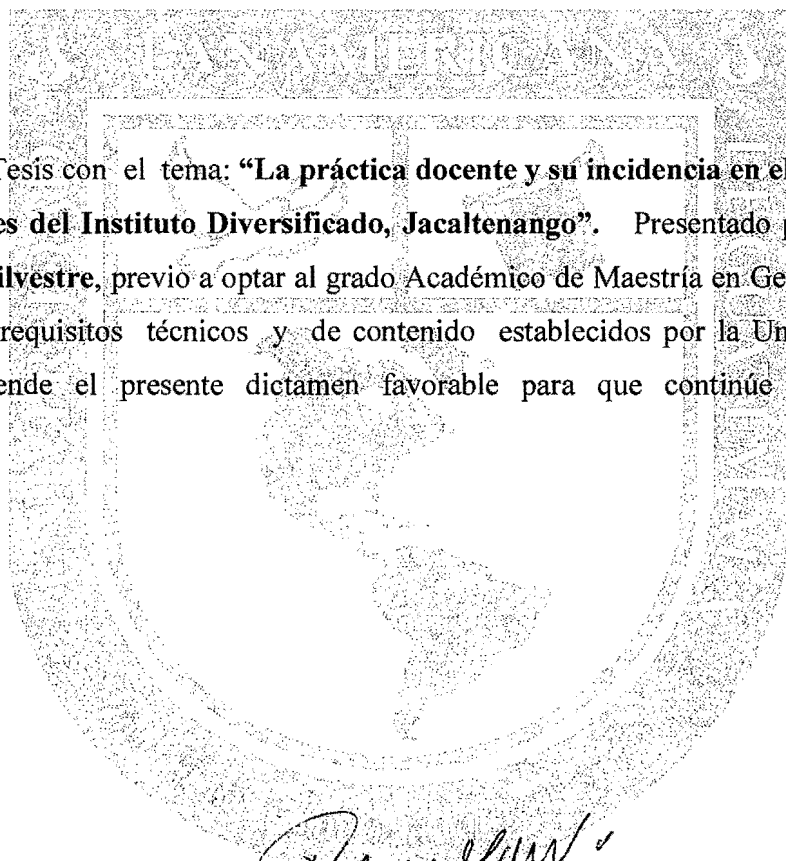 PANAMERICANA
Tesis con el tema: “La práctica docente y su incidencia en el
es del Instituto Diversificado, Jacaltenango”. Presentado p
ilvestre, previo a optar al grado Académico de Maestría en Ge
requisitos técnicos y de contenido establecidos por la Un
ende el presente dictamen favorable para que continúe